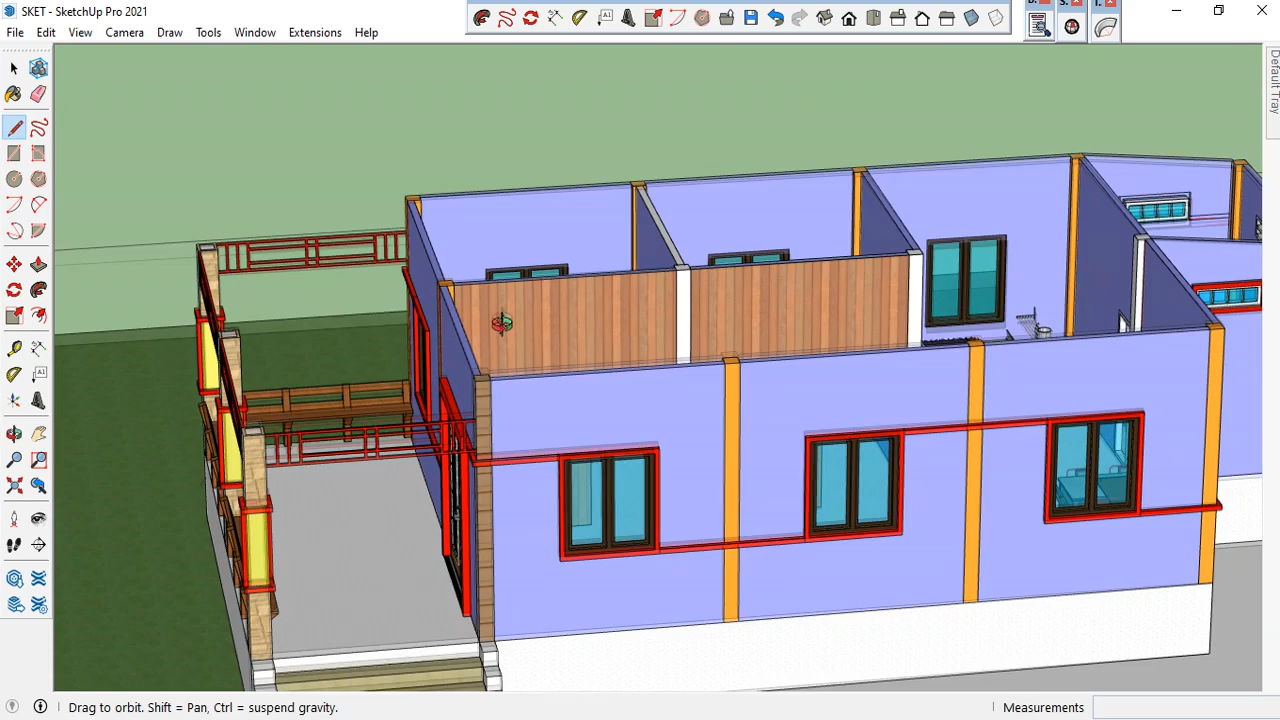 SKET - SketchUp Pro 2021
File Edit View Camera Draw Tools Window Extensions Help
Default Tray
Drag to orbit. Shift = Pan, Ctrl = suspend gravity.
Measurements